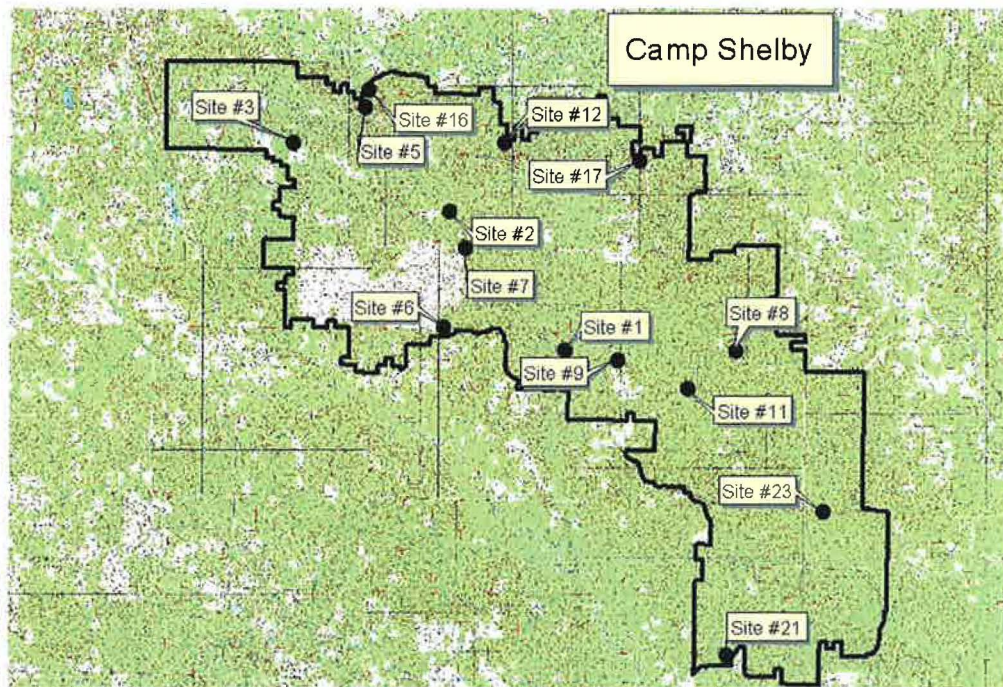 Camp Shelby
Site #3
Site #16
Site #12
Site #5
Site #17
Site #2
Site #7
Site #6
Site #1
Site #8
Site #9
Site #11
Site #23
Site #21